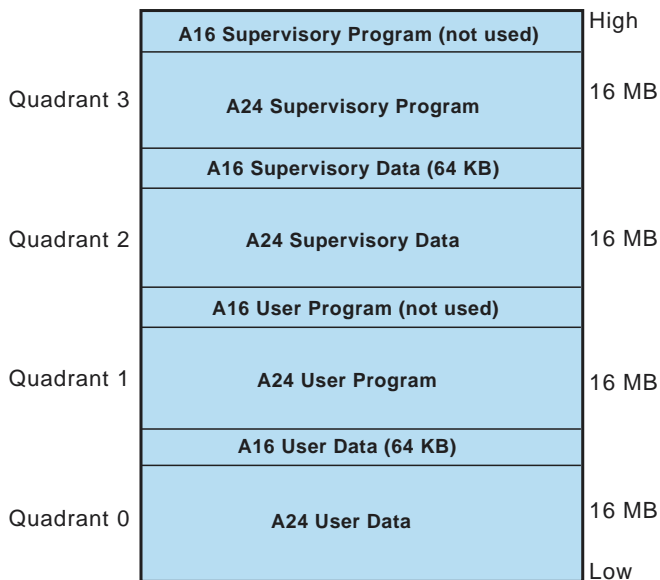 High
A16 Supervisory Program (not used)
Quadrant 3
A24 Supervisory Program
16 MB
A16 Supervisory Data (64 KB)
Quadrant 2
A24 Supervisory Data
16 MB
A16 User Program (not used)
Quadrant 1
A24 User Program
16 MB
A16 User Data (64 KB)
Quadrant 0
A24 User Data
16 MB
Low